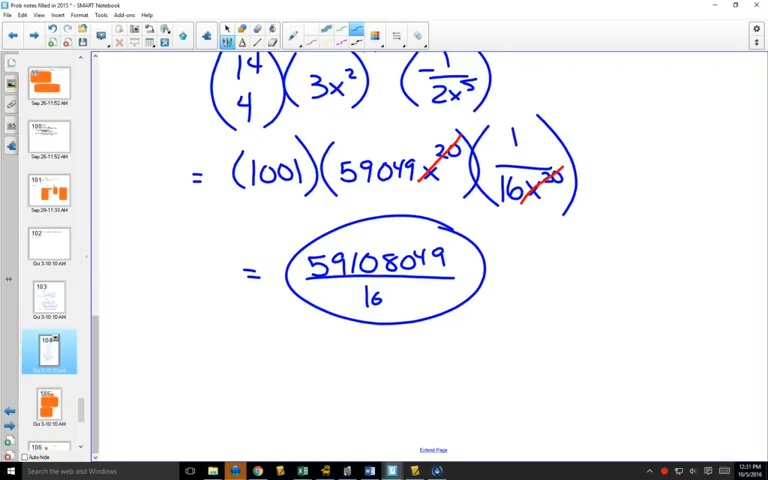 Prob notes filled in 2015 * - SMART Notebook
File Edit View Insert Format Tools Add-ons Help
(14 4) (3x²) (-1/2x⁵)
= (1001)(59049x²⁰)(1/16x²⁰)
= 59108049/16
Sep 26-11:52 AM
100
Sep 26-11:52 AM
101
Sep 29-11:33 AM
102
Oct 3-10:10 AM
103
Oct 3-10:10 AM
104
105
Oct 3-10:10 AM
106
Auto-hide
Extend Page
Search the web and Windows
12:31 PM
10/5/2016